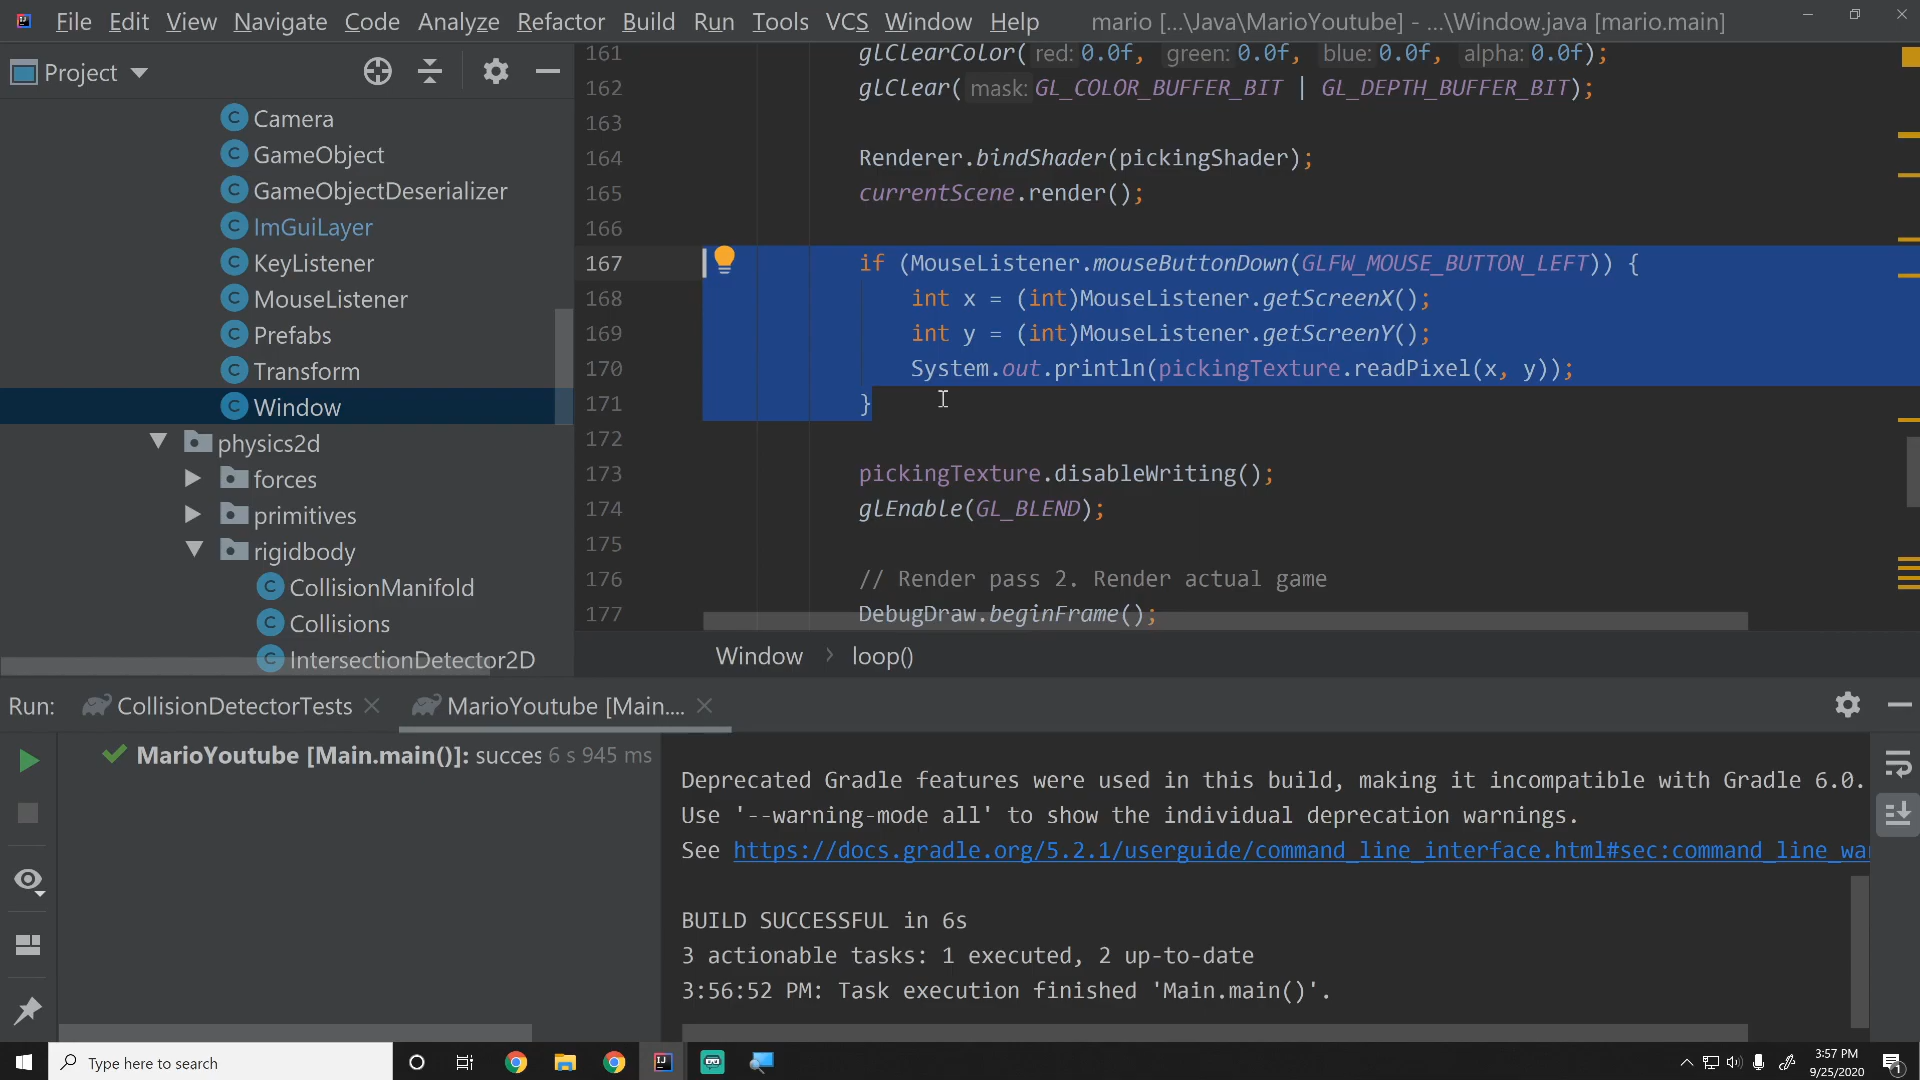 File Edit View Navigate Code Analyze Refactor Build Run Tools VCS Window Help mario [...\Java\MarioYoutube] - ...\Window.java [mario.main]
Project
Camera
GameObject
GameObjectDeserializer
ImGuiLayer
KeyListener
MouseListener
Prefabs
Transform
Window
physics2d
forces
primitives
rigidbody
CollisionManifold
Collisions
IntersectionDetector2D
161 glClearColor( red: 0.0f, green: 0.0f, blue: 0.0f, alpha: 0.0f);
162 glClear( mask: GL_COLOR_BUFFER_BIT | GL_DEPTH_BUFFER_BIT);
163
164 Renderer.bindShader(pickingShader);
165 currentScene.render();
166
167 if (MouseListener.mouseButtonDown(GLFW_MOUSE_BUTTON_LEFT)) {
168 int x = (int)MouseListener.getScreenX();
169 int y = (int)MouseListener.getScreenY();
170 System.out.println(pickingTexture.readPixel(x, y));
171 }
172
173 pickingTexture.disableWriting();
174 glEnable(GL_BLEND);
175
176 // Render pass 2. Render actual game
177 DebugDraw.beginFrame();
Window › loop()
Run: CollisionDetectorTests MarioYoutube [Main....
MarioYoutube [Main.main()]: succes 6 s 945 ms
Deprecated Gradle features were used in this build, making it incompatible with Gradle 6.0.
Use '--warning-mode all' to show the individual deprecation warnings.
See https://docs.gradle.org/5.2.1/userguide/command_line_interface.html#sec:command_line_wa
BUILD SUCCESSFUL in 6s
3 actionable tasks: 1 executed, 2 up-to-date
3:56:52 PM: Task execution finished 'Main.main()'.
Type here to search
3:57 PM
9/25/2020
1